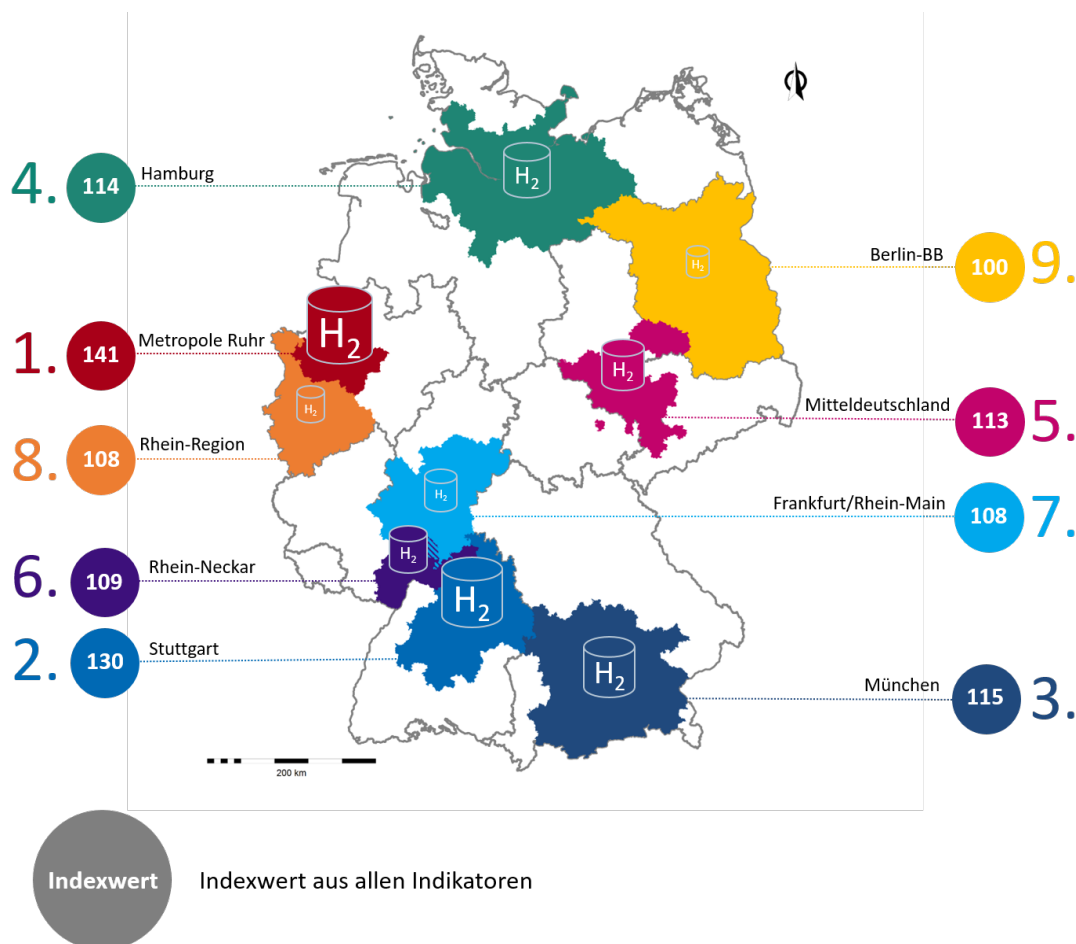 4. 114 Hamburg
H2
Berlin-BB 100 9.
H2
1. 141 Metropole Ruhr
H2
H2
Mitteldeutschland 113 5.
8. 108 Rhein-Region
H2
Frankfurt/Rhein-Main 108 7.
H2
6. 109 Rhein-Neckar
H2
2. 130 Stuttgart
H2
München 115 3.
H2
200 km
Indexwert Indexwert aus allen Indikatoren